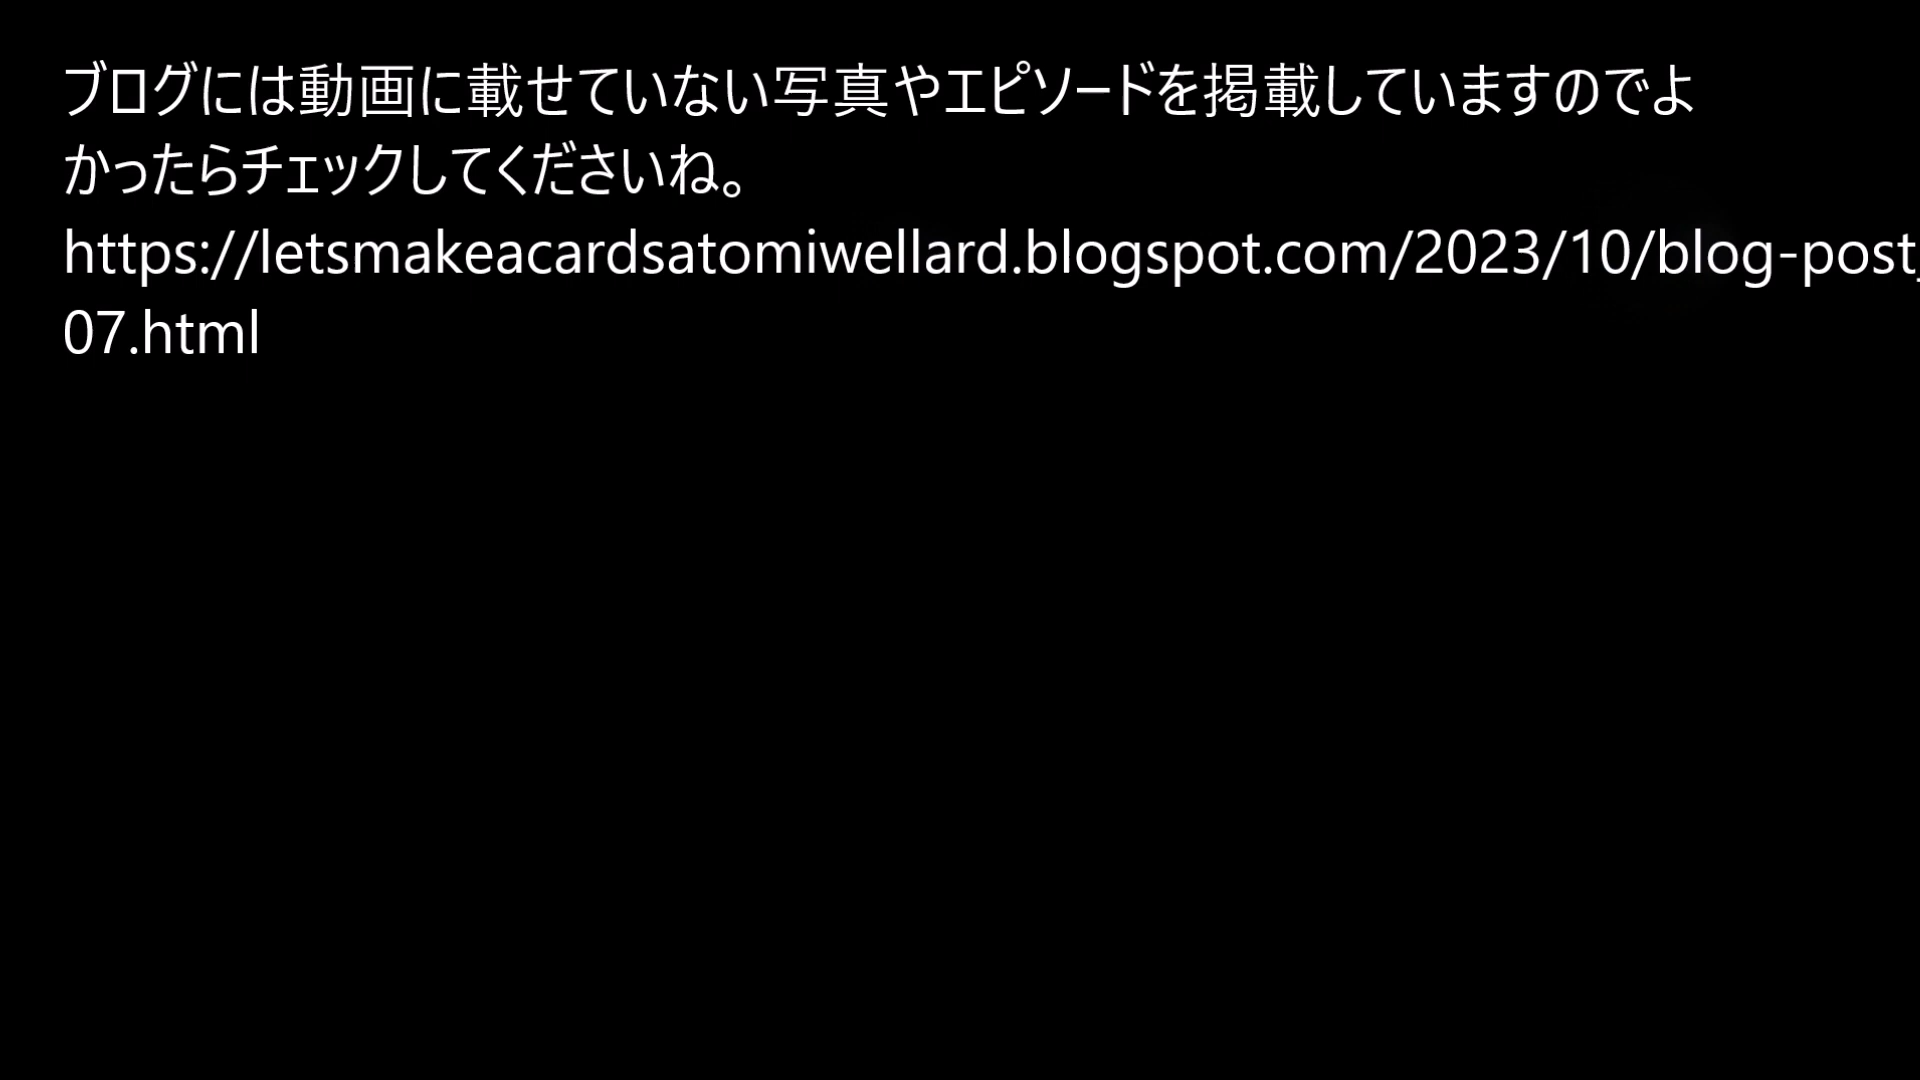 ブログには動画に載せていない写真やエピソードを掲載していますのでよ
かったらチェックしてくださいね。
https://letsmakeacardsatomiwellard.blogspot.com/2023/10/blog-post_
07.html